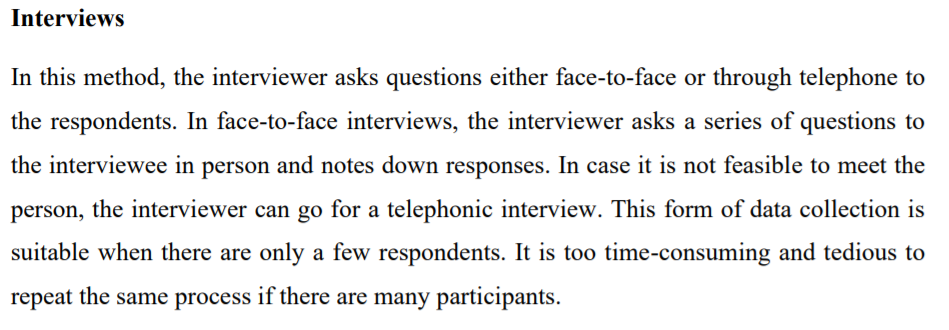 Interviews
In this method, the interviewer asks questions either face-to-face or through telephone to
the respondents. In face-to-face interviews, the interviewer asks a series of questions to
the interviewee in person and notes down responses. In case it is not feasible to meet the
person, the interviewer can go for a telephonic interview. This form of data collection is
suitable when there are only a few respondents. It is too time-consuming and tedious to
repeat the same process if there are many participants.